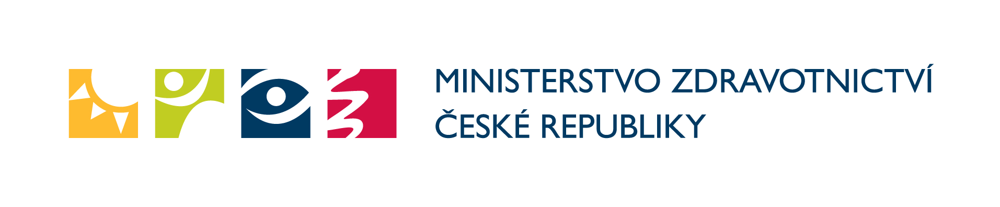 MINISTERSTVO ZDRAVOTNICTVÍ
ČESKÉ REPUBLIKY